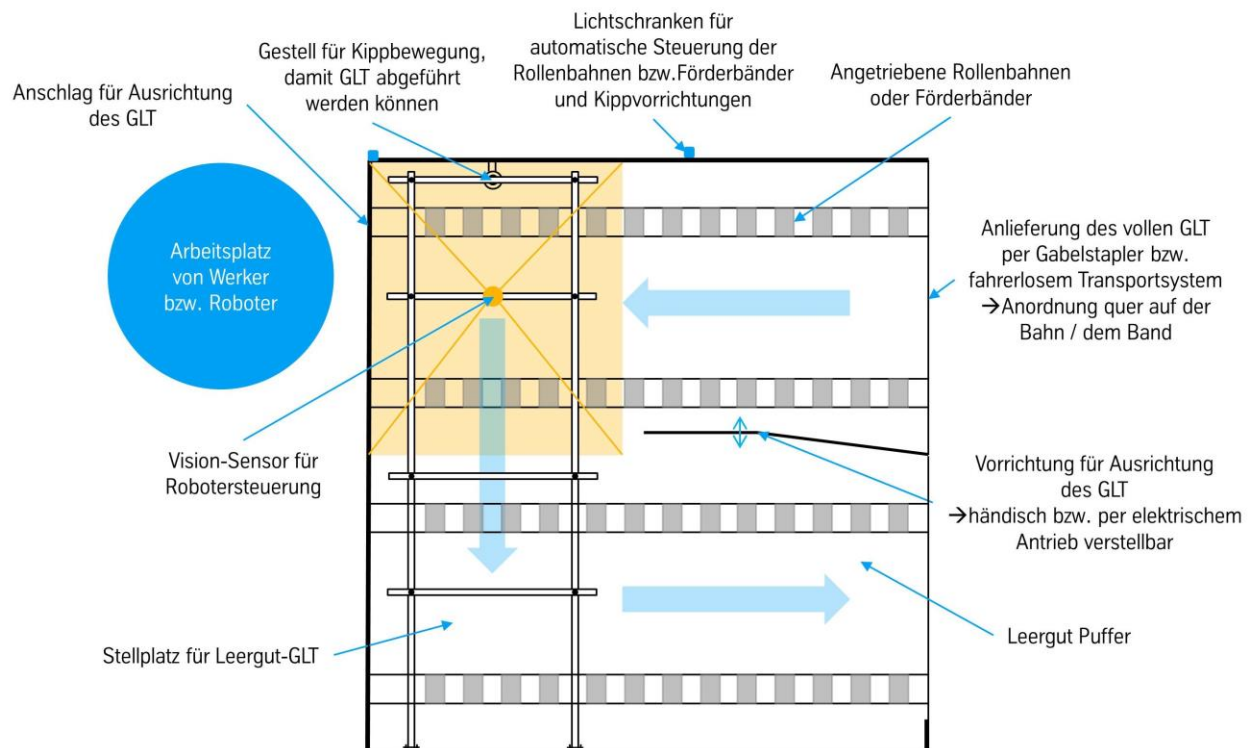 Lichtschranken für
automatische Steuerung der
Rollenbahnen bzw.Förderbänder
und Kippvorrichtungen
Gestell für Kippbewegung,
damit GLT abgeführt
werden können
Angetriebene Rollenbahnen
oder Förderbänder
Anschlag für Ausrichtung
des GLT
Arbeitsplatz
von Werker
bzw. Roboter
Anlieferung des vollen GLT
per Gabelstapler bzw.
fahrerlosem Transportsystem
→Anordnung quer auf der
Bahn / dem Band
Vision-Sensor für
Robotersteuerung
Vorrichtung für Ausrichtung
des GLT
→händisch bzw. per elektrischem
Antrieb verstellbar
Stellplatz für Leergut-GLT
Leergut Puffer